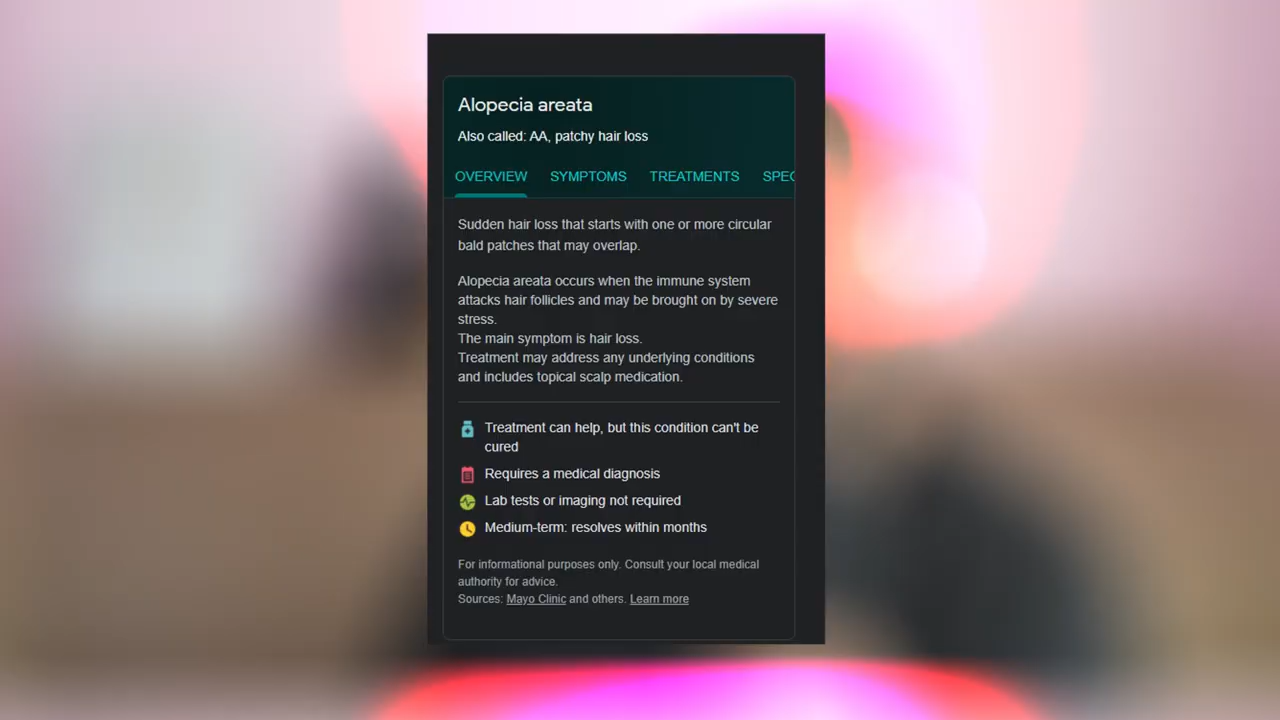 Alopecia areata
Also called: AA, patchy hair loss
OVERVIEW SYMPTOMS TREATMENTS SPEC
Sudden hair loss that starts with one or more circular
bald patches that may overlap.
Alopecia areata occurs when the immune system
attacks hair follicles and may be brought on by severe
stress.
The main symptom is hair loss.
Treatment may address any underlying conditions
and includes topical scalp medication.
Treatment can help, but this condition can't be
cured
Requires a medical diagnosis
Lab tests or imaging not required
Medium-term: resolves within months
For informational purposes only. Consult your local medical
authority for advice.
Sources: Mayo Clinic and others. Learn more